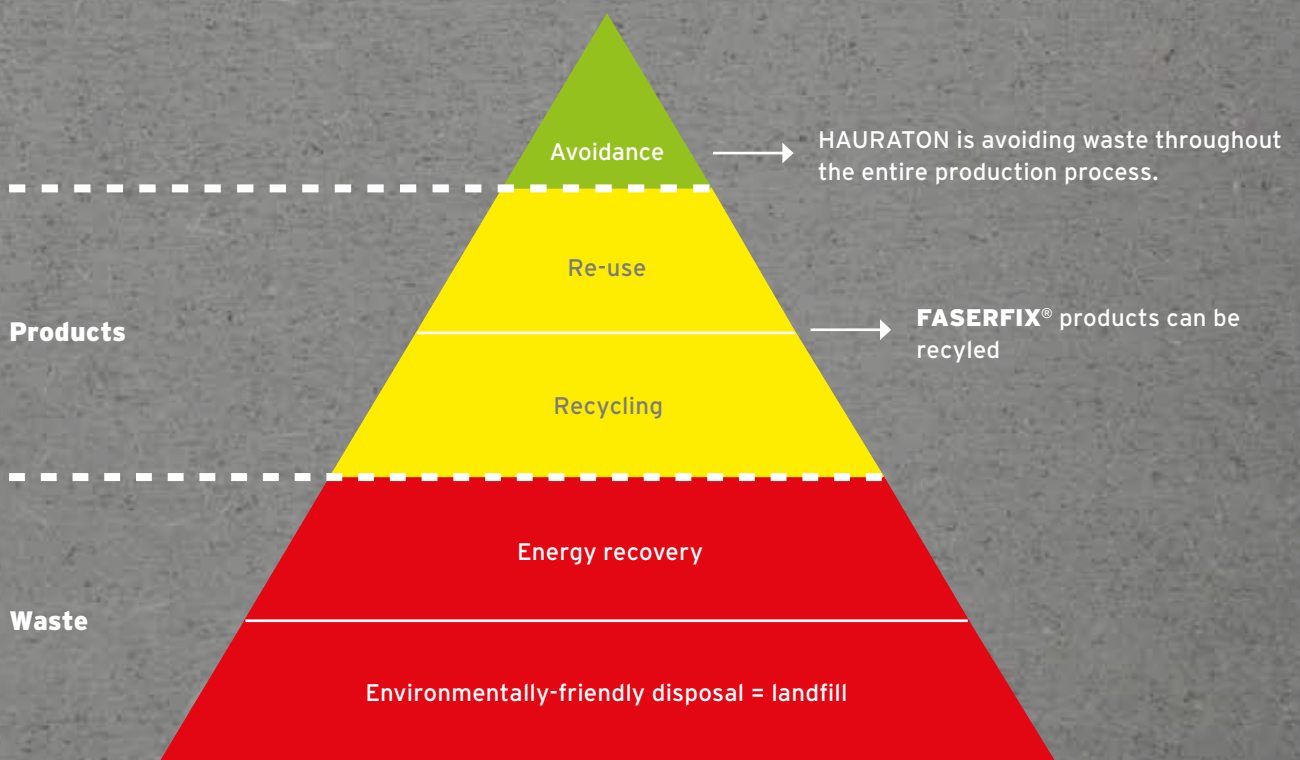 Avoidance
HAURATON is avoiding waste throughout
the entire production process.
Re-use
Products
FASERFIX® products can be
recyled
Recycling
Energy recovery
Waste
Environmentally-friendly disposal = landfill